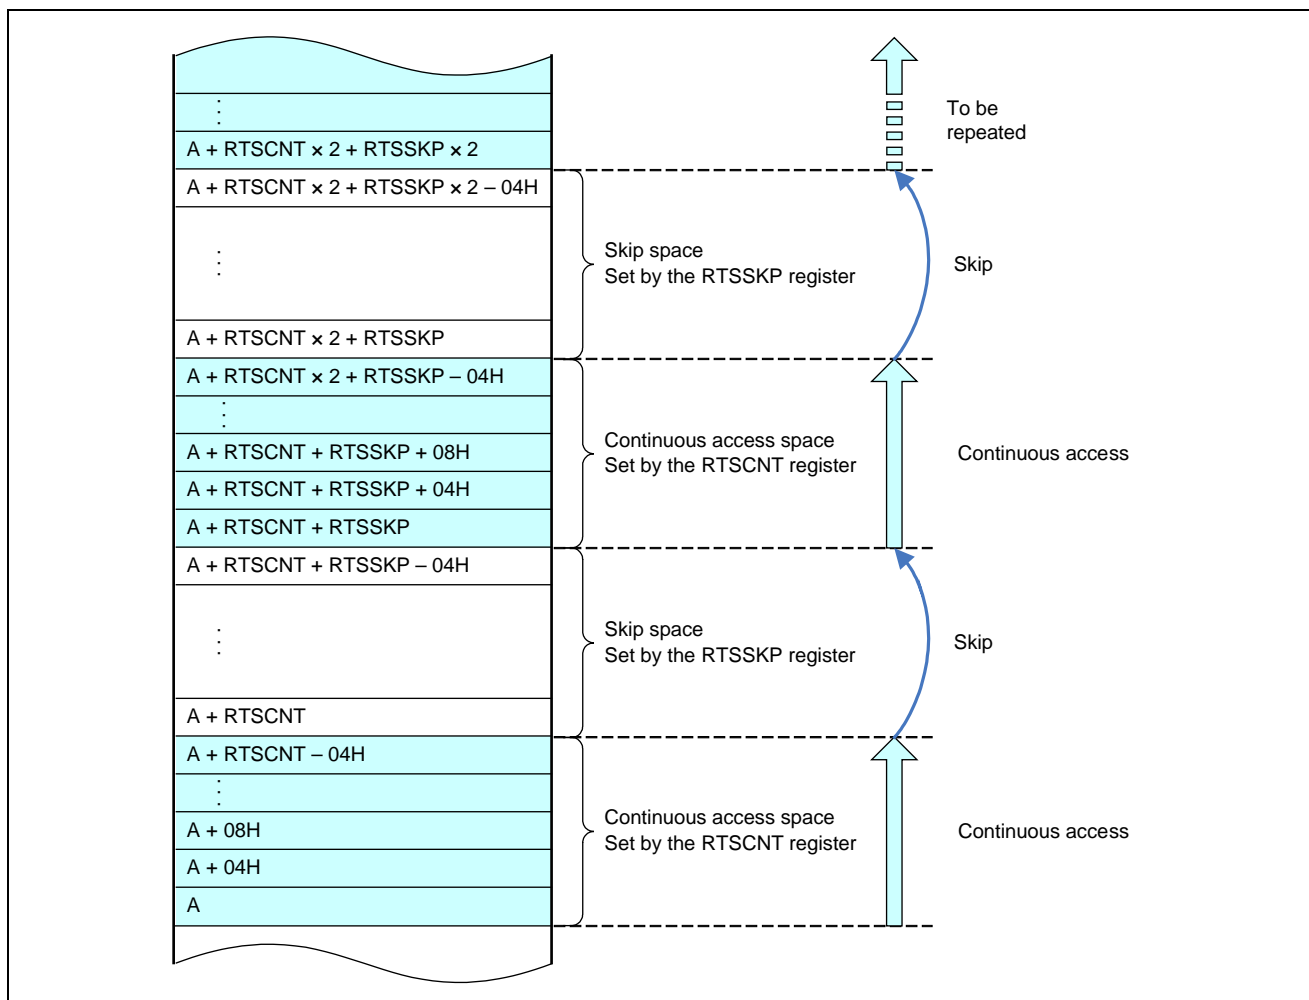 To be
repeated
A + RTSCNT × 2 + RTSSKP × 2
A + RTSCNT × 2 + RTSSKP × 2 – 04H
Skip space
Set by the RTSSKP register
Skip
A + RTSCNT × 2 + RTSSKP
A + RTSCNT × 2 + RTSSKP – 04H
Continuous access space
Set by the RTSCNT register
Continuous access
A + RTSCNT + RTSSKP + 08H
A + RTSCNT + RTSSKP + 04H
A + RTSCNT + RTSSKP
A + RTSCNT + RTSSKP – 04H
Skip space
Set by the RTSSKP register
Skip
A + RTSCNT
A + RTSCNT – 04H
Continuous access space
Set by the RTSCNT register
Continuous access
A + 08H
A + 04H
A